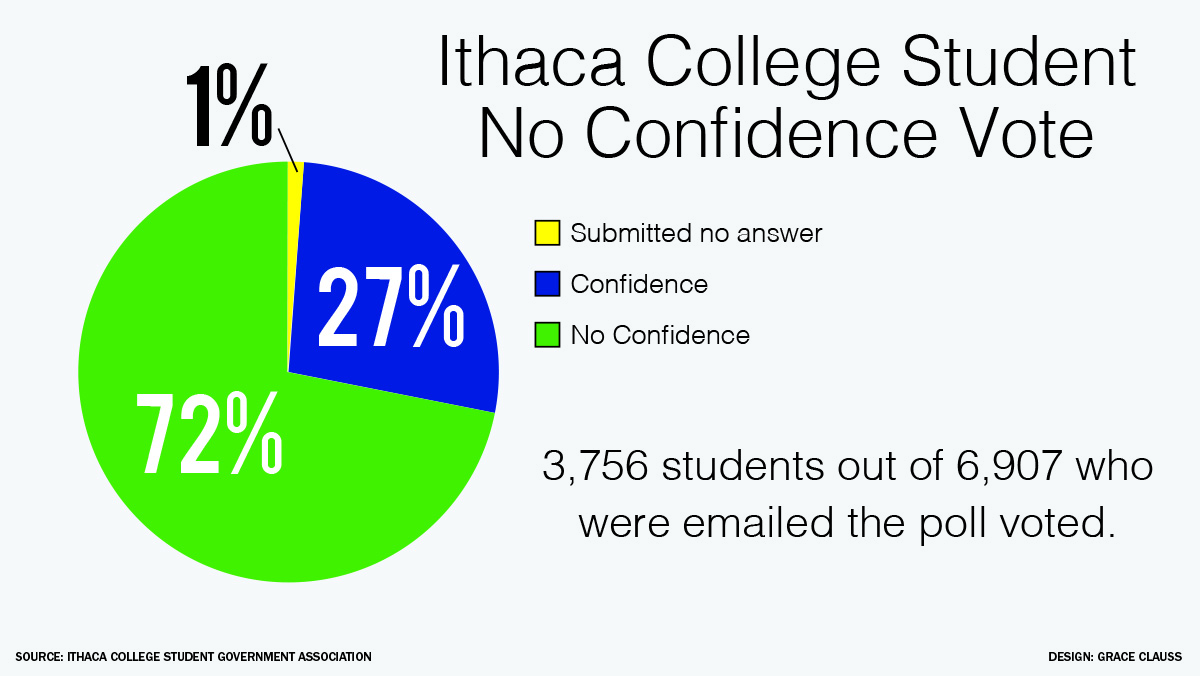 Ithaca College Student
No Confidence Vote
1%
27%
72%
Submitted no answer
Confidence
No Confidence
3,756 students out of 6,907 who
were emailed the poll voted.
SOURCE: ITHACA COLLEGE STUDENT GOVERNMENT ASSOCIATION
DESIGN: GRACE CLAUSS